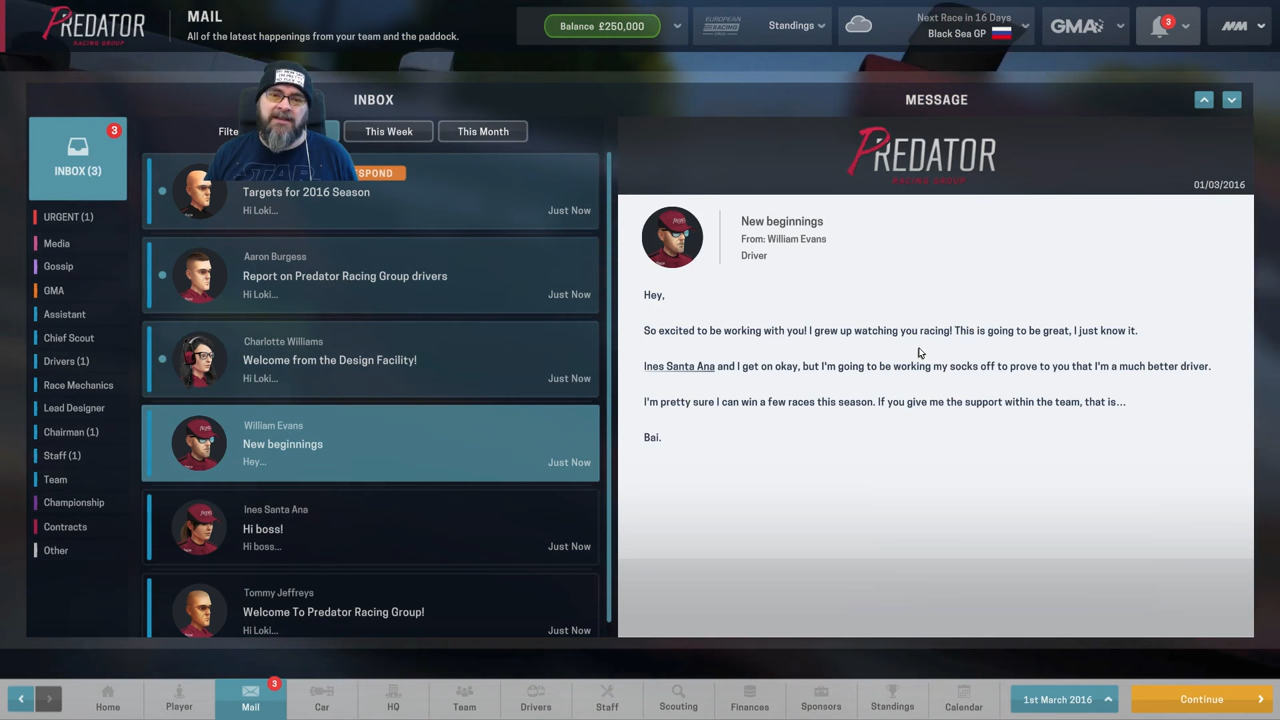 PREDATOR
RACING GROUP
MAIL
All of the latest happenings from your team and the paddock.
Balance £250,000
EUROPEAN
RACING
Standings
Next Race in 16 Days
Black Sea GP
GMA
3
INBOX
MESSAGE
3
INBOX (3)
Filte
This Week
This Month
URGENT (1)
Media
Gossip
GMA
Assistant
Chief Scout
Drivers (1)
Race Mechanics
Lead Designer
Chairman (1)
Staff (1)
Team
Championship
Contracts
Other
SPOND
Targets for 2016 Season
Hi Loki...
Just Now
Aaron Burgess
Report on Predator Racing Group drivers
Hi Loki...
Just Now
Charlotte Williams
Welcome from the Design Facility!
Hi Loki...
Just Now
William Evans
New beginnings
Hey...
Just Now
Ines Santa Ana
Hi boss!
Hi boss...
Just Now
Tommy Jeffreys
Welcome To Predator Racing Group!
Hi Loki...
Just Now
PREDATOR
RACING GROUP
01/03/2016
New beginnings
From: William Evans
Driver
Hey,
So excited to be working with you! I grew up watching you racing! This is going to be great, I just know it.
Ines Santa Ana and I get on okay, but I'm going to be working my socks off to prove to you that I'm a much better driver.
I'm pretty sure I can win a few races this season. If you give me the support within the team, that is...
Bai.
Home
Player
3
Mail
Car
HQ
Team
Drivers
Staff
Scouting
Finances
Sponsors
Standings
Calendar
1st March 2016
Continue